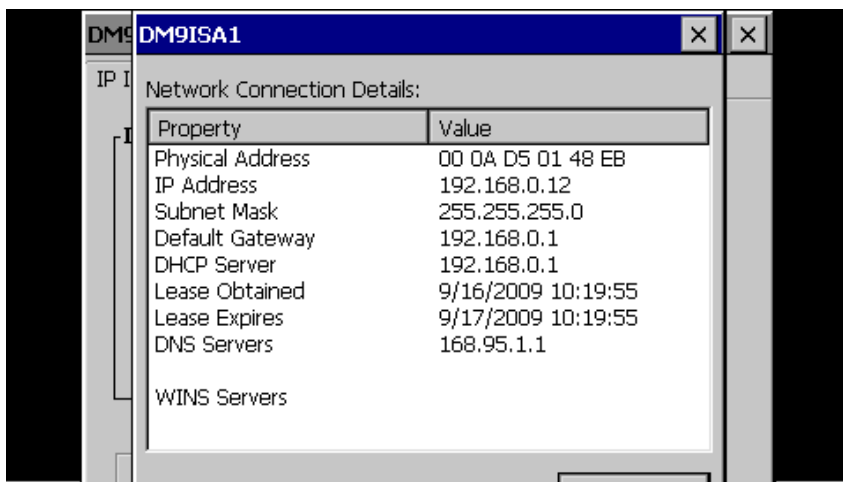 DM9
DM9ISA1
IP I
Network Connection Details:
Property Value
Physical Address 00 0A D5 01 48 EB
IP Address 192.168.0.12
Subnet Mask 255.255.255.0
Default Gateway 192.168.0.1
DHCP Server 192.168.0.1
Lease Obtained 9/16/2009 10:19:55
Lease Expires 9/17/2009 10:19:55
DNS Servers 168.95.1.1
WINS Servers